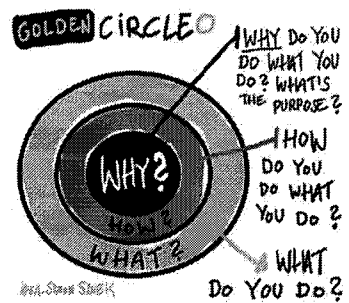 GOLDEN CIRCLE
WHY DO YOU
DO WHAT YOU
DO? WHAT'S
THE PURPOSE?
HOW
DO YOU
DO WHAT
YOU DO?
WHAT
DO YOU DO?
WHY?
HOW?
WHAT?